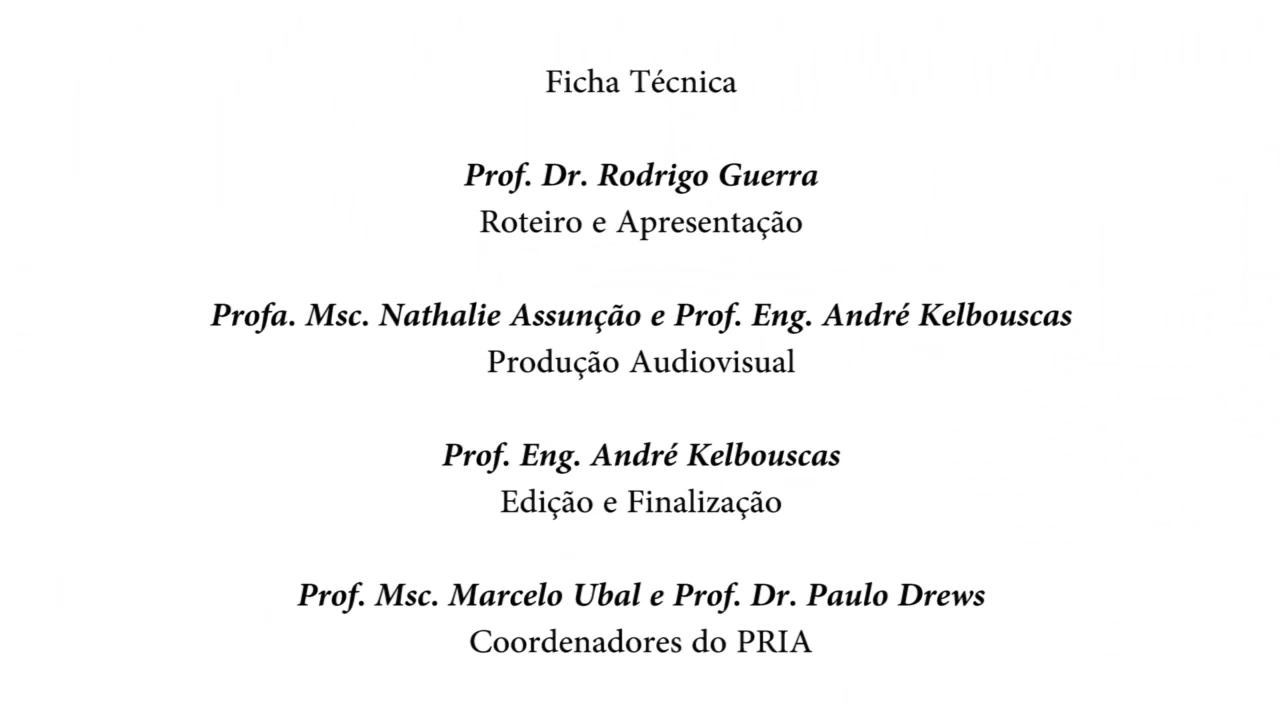 Ficha Técnica
Prof. Dr. Rodrigo Guerra
Roteiro e Apresentação
Profa. Msc. Nathalie Assunção e Prof. Eng. André Kelbouscas
Produção Audiovisual
Prof. Eng. André Kelbouscas
Edição e Finalização
Prof. Msc. Marcelo Ubal e Prof. Dr. Paulo Drews
Coordenadores do PRIA